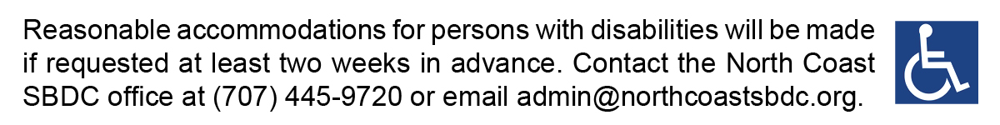 Reasonable accommodations for persons with disabilities will be made
if requested at least two weeks in advance. Contact the North Coast
SBDC office at (707) 445-9720 or email admin@northcoastsbdc.org.